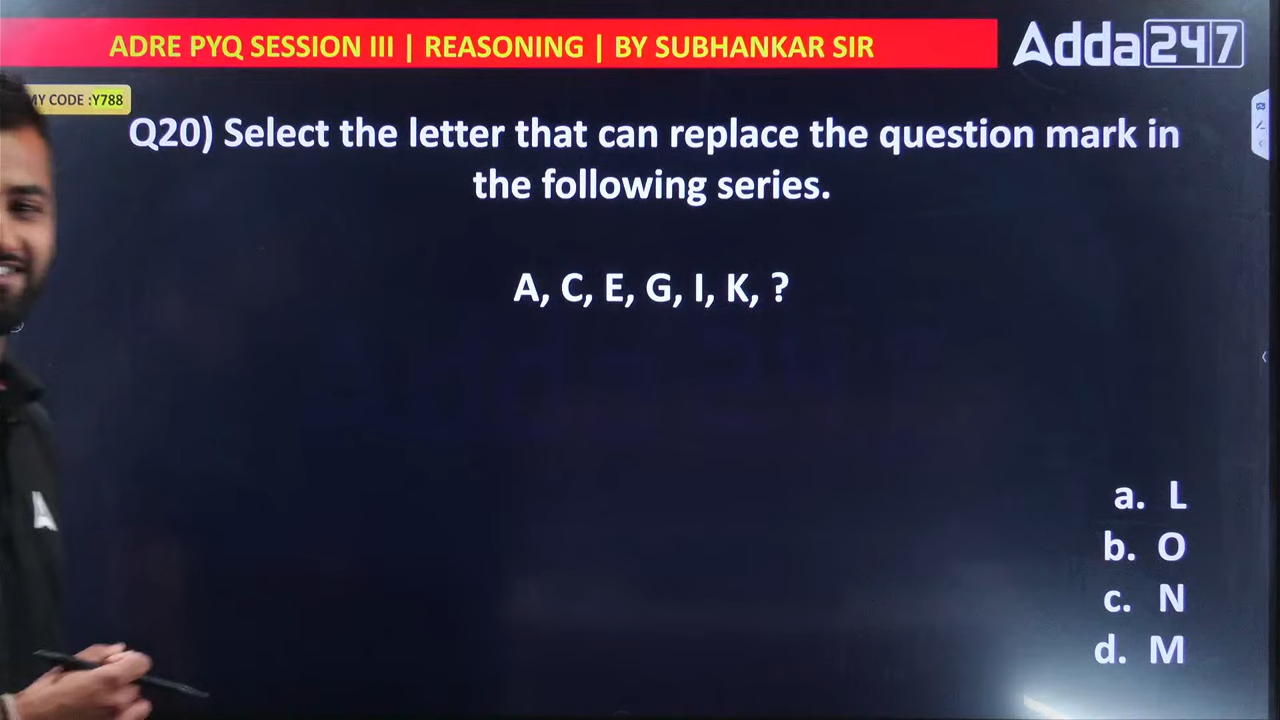 ADRE PYQ SESSION III | REASONING | BY SUBHANKAR SIR
Adda247
MY CODE :Y788
Q20) Select the letter that can replace the question mark in
the following series.
A, C, E, G, I, K, ?
a. L
b. O
c. N
d. M